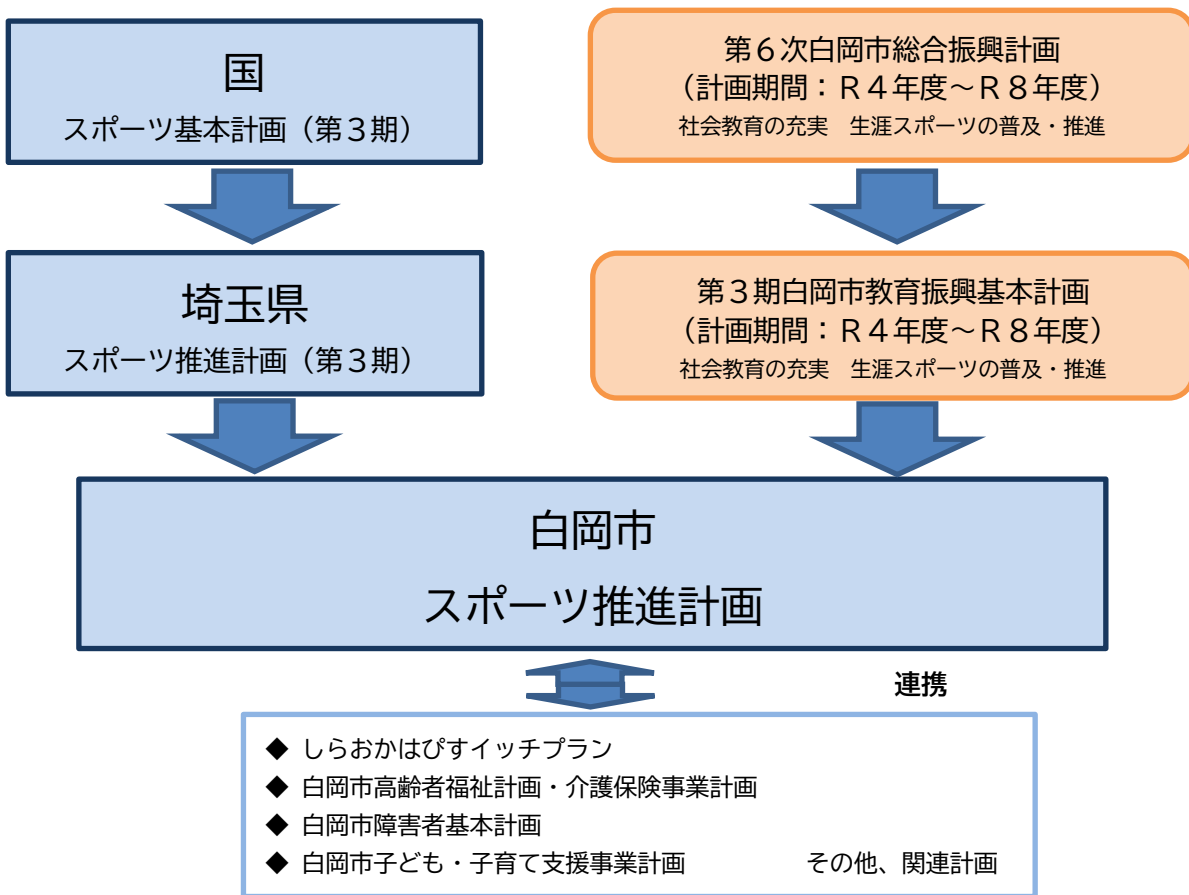 国
スポーツ基本計画（第３期）
第６次白岡市総合振興計画
（計画期間：Ｒ４年度～Ｒ８年度）
社会教育の充実　生涯スポーツの普及・推進
埼玉県
スポーツ推進計画（第３期）
第３期白岡市教育振興基本計画
（計画期間：Ｒ４年度～Ｒ８年度）
社会教育の充実　生涯スポーツの普及・推進
白岡市
スポーツ推進計画
連携
◆ しらおかはぴすイッチプラン
◆ 白岡市高齢者福祉計画・介護保険事業計画
◆ 白岡市障害者基本計画
◆ 白岡市子ども・子育て支援事業計画　　　　　その他、関連計画